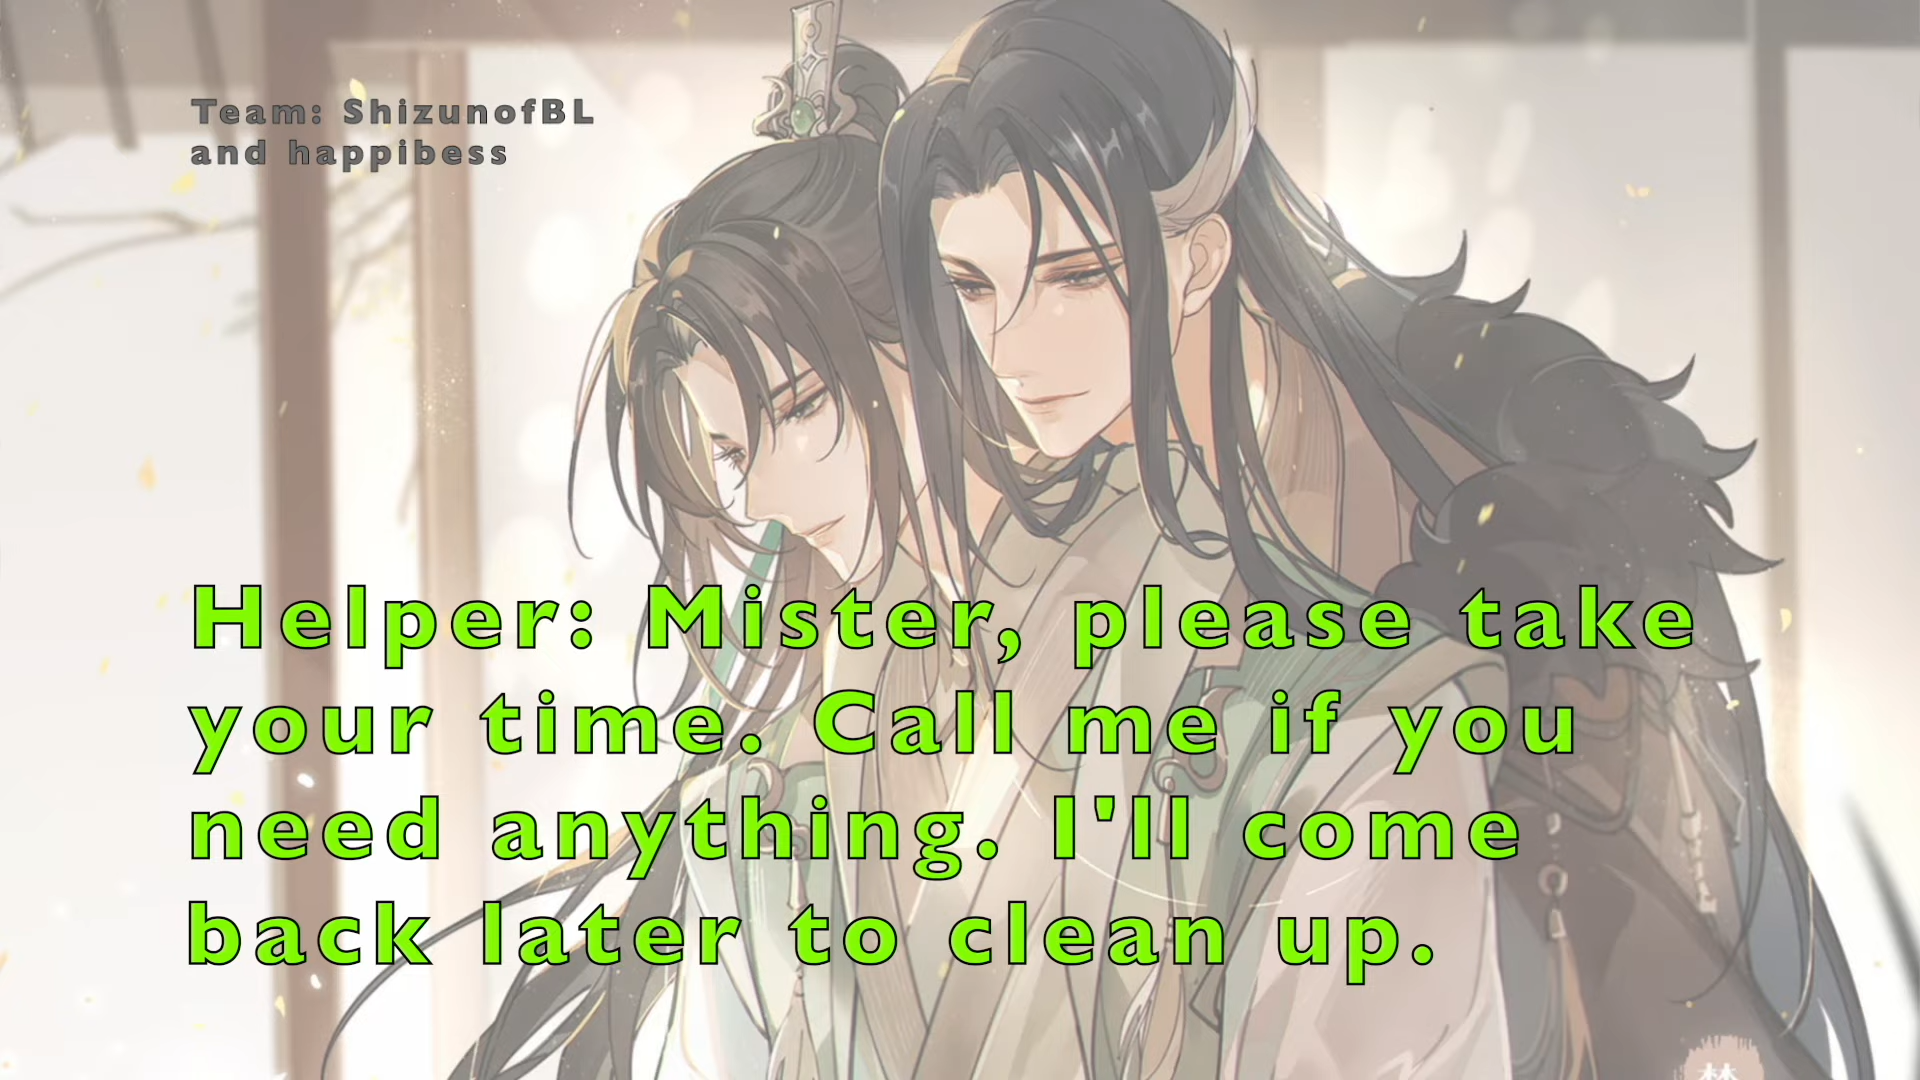 Team: ShizunofBL
and happibess
Helper: Mister, please take
your time. Call me if you
need anything. I'll come
back later to clean up.